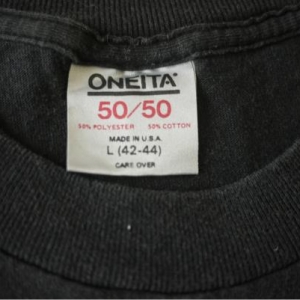 ONEITA®
50/50
50% POLYESTER 50% COTTON
MADE IN U.S.A.
L (42-44)
CARE OVER